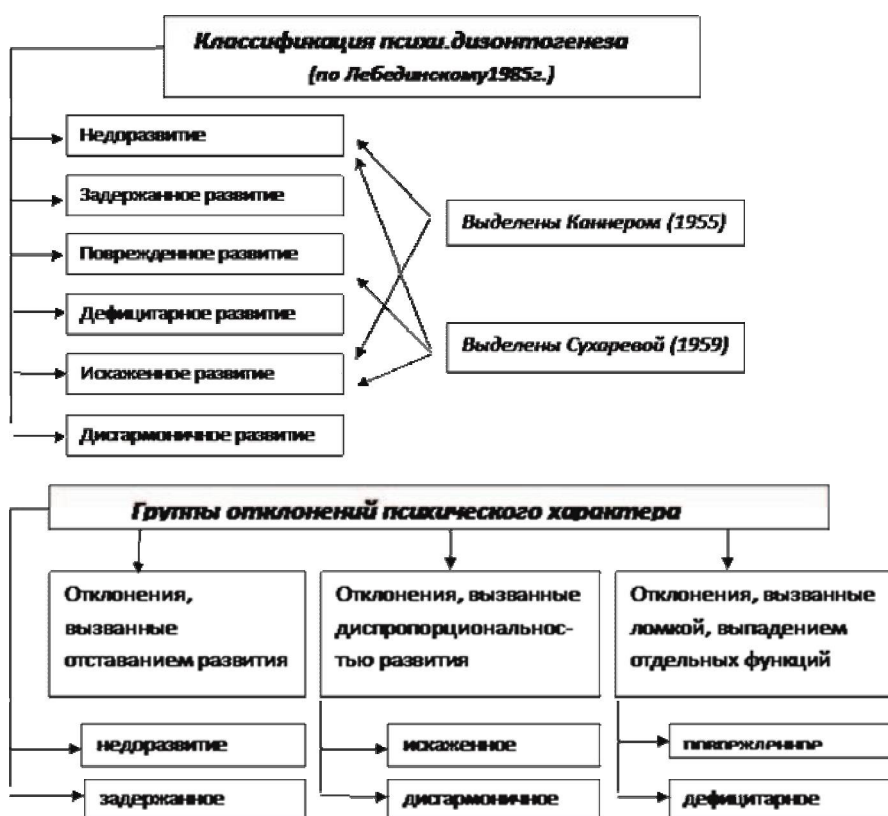 Классификация психи.дизонтогенеза
(по Лебединскому1985г.)
Недоразвитие
Задержанное развитие
Выделены Каннером (1955)
Поврежденное развитие
Дефицитарное развитие
Выделены Сухаревой (1959)
Искаженное развитие
Дисгармоничное развитие
Группы отклонений психического характера
Отклонения,
вызванные
отставанием развития
Отклонения, вызванные
диспропорциональнос-
тью развития
Отклонения, вызванные
ломкой, выпадением
отдельных функций
недоразвитие
искаженное
поврежденное
задержанное
дисгармоничное
дефицитарное